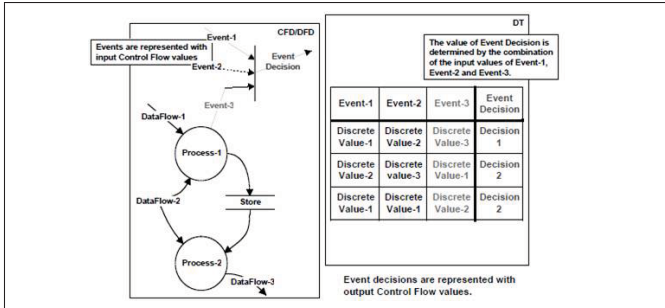 CFD/DFD
Event-1
Events are represented with
input Control Flow values
Event
Decision
Event-2
Event-3
DataFlow-1
Process-1
DataFlow-2
Store
Process-2
DataFlow-3
DT
The value of Event Decision is
determined by the combination
of the input values of Event-1,
Event-2 and Event-3.
Event-1 Event-2 Event-3 Event
Decision
Discrete Discrete Discrete Decision
Value-1 Value-2 Value-3 1
Discrete Discrete Discrete Decision
Value-2 value-3 Value-1 2
Discrete Discrete Discrete Decision
Value-1 Value-1 Value-2 2
Event decisions are represented with
output Control Flow values.